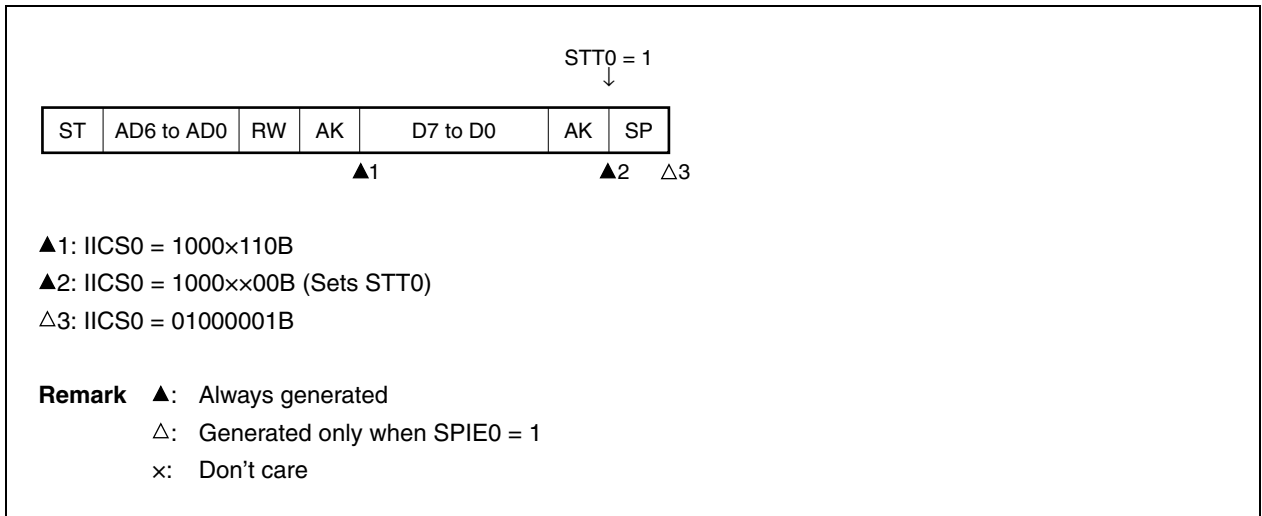 STT0 = 1
↓
ST AD6 to AD0 RW AK D7 to D0 AK SP
▲1 ▲2 △3
▲1: IICS0 = 1000×110B
▲2: IICS0 = 1000××00B (Sets STT0)
△3: IICS0 = 01000001B
Remark ▲: Always generated
△: Generated only when SPIE0 = 1
×: Don't care